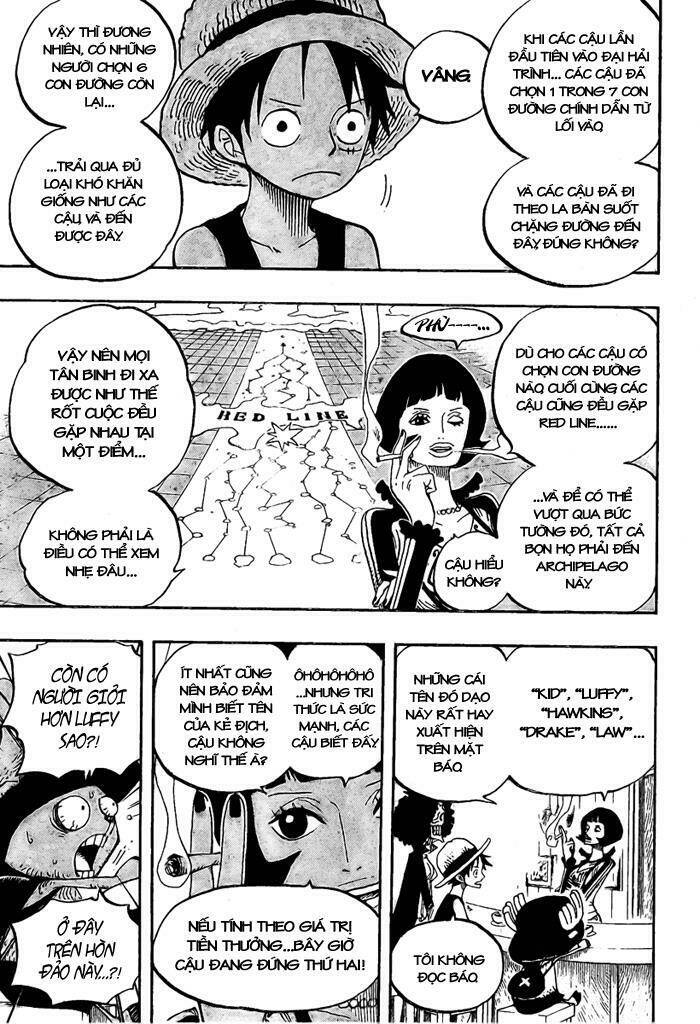 KHI CÁC CẬU LẦN
ĐẦU TIÊN VÀO ĐẠI HẢI
TRÌNH... CÁC CẬU ĐÃ
CHỌN 1 TRONG 7 CON
ĐƯỜNG CHÍNH DẪN TỪ
LỐI VÀO.
VÀ CÁC CẬU ĐÃ ĐI
THEO LA BÀN SUỐT
CHẶNG ĐƯỜNG ĐẾN
ĐÂY, ĐÚNG KHÔNG?
VÂNG.
VẬY THÌ ĐƯƠNG
NHIÊN, CÓ NHỮNG
NGƯỜI CHỌN 6
CON ĐƯỜNG CÒN
LẠI...
...TRẢI QUA ĐỦ
LOẠI KHÓ KHĂN
GIỐNG NHƯ CÁC
CẬU, VÀ ĐẾN
ĐƯỢC ĐÂY.
DÙ CHO CÁC CẬU CÓ
CHỌN CON ĐƯỜNG
NÀO, CUỐI CÙNG CÁC
CẬU CŨNG ĐỀU GẶP
RED LINE......
...VÀ ĐỂ CÓ THỂ
VƯỢT QUA BỨC
TƯỜNG ĐÓ, TẤT CẢ
BỌN HỌ PHẢI ĐẾN
ARCHIPELAGO
NÀY.
PHÙ----...
CẬU HIỂU
KHÔNG?
RED LINE
VẬY NÊN MỌI
TÂN BINH ĐI XA
ĐƯỢC NHƯ THẾ
RỐT CUỘC ĐỀU
GẶP NHAU TẠI
MỘT ĐIỂM...
KHÔNG PHẢI LÀ
ĐIỀU CÓ THỂ XEM
NHẸ ĐÂU...
"KID", "LUFFY",
"HAWKINS",
"DRAKE", "LAW"...
NHỮNG CÁI
TÊN ĐÓ DẠO
NÀY RẤT HAY
XUẤT HIỆN
TRÊN MẶT
BÁO.
TÔI KHÔNG
ĐỌC BÁO.
ÔHÔHÔHÔHÔ
...NHƯNG TRI
THỨC LÀ SỨC
MẠNH, CÁC
CẬU BIẾT ĐẤY.
ÍT NHẤT CŨNG
NÊN BẢO ĐẢM
MÌNH BIẾT TÊN
CỦA KẺ ĐỊCH,
CẬU KHÔNG
NGHĨ THẾ À?
NẾU TÍNH THEO GIÁ TRỊ
TIỀN THƯỞNG...BÂY GIỜ
CẬU ĐANG ĐỨNG THỨ HAI!
CÒN CÓ
NGƯỜI GIỎI
HƠN LUFFY
SAO?!
Ở ĐÂY
TRÊN HÒN
ĐẢO NÀY...?!